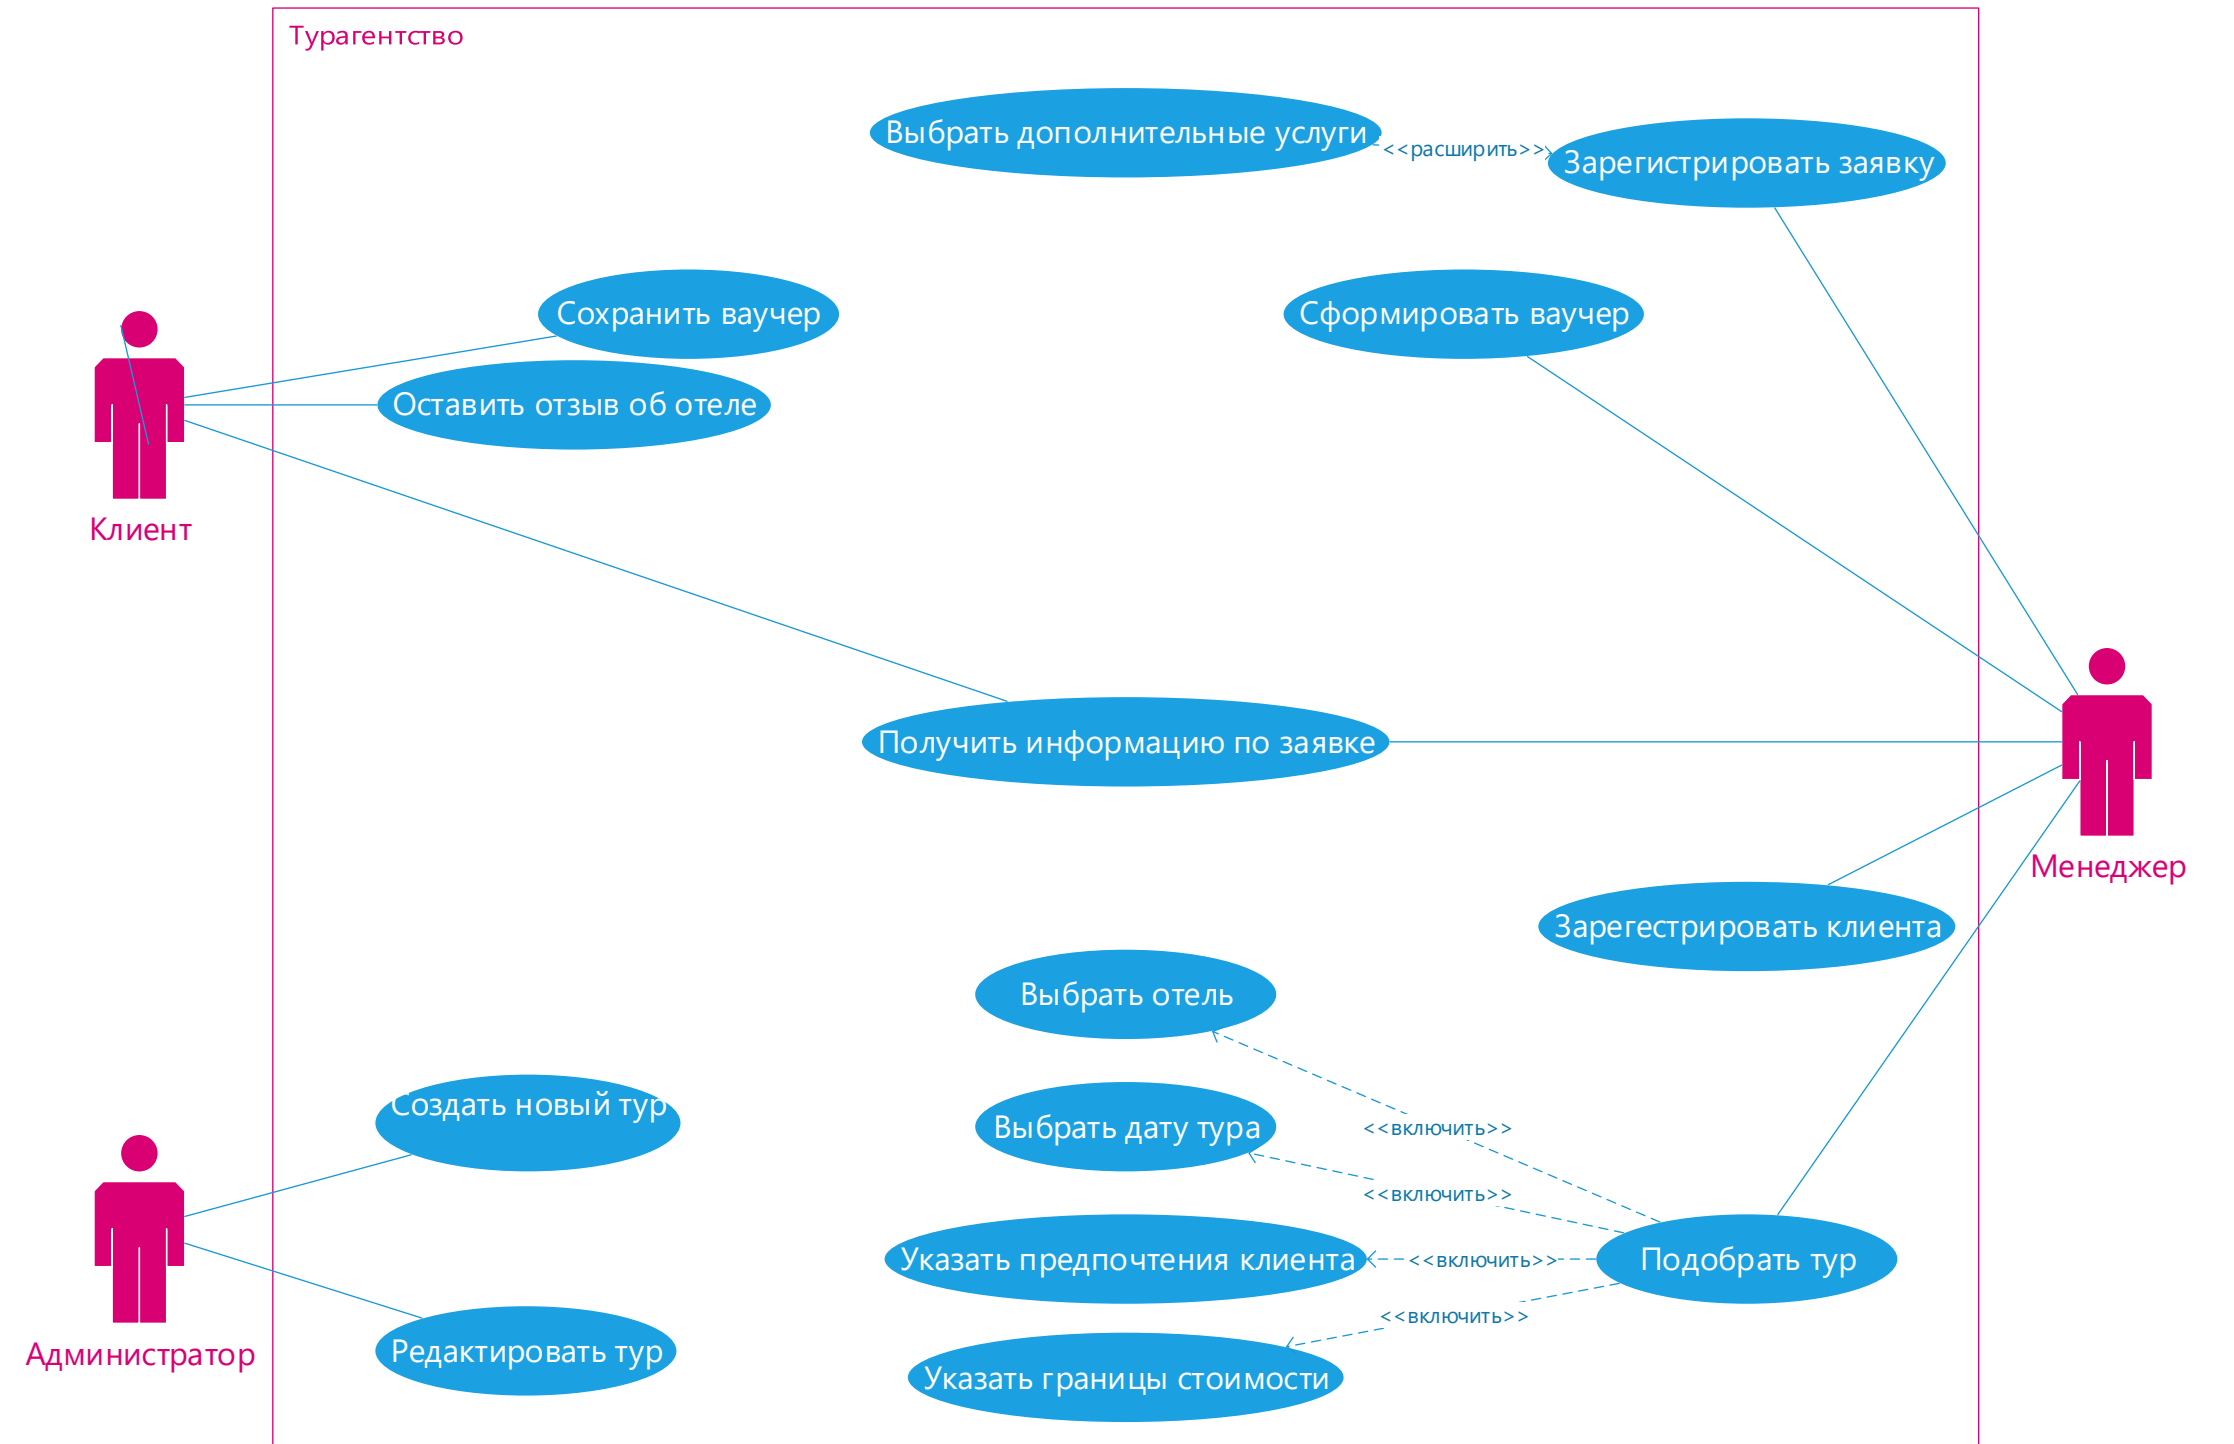 Турагентство
Выбрать дополнительные услуги
<<расширить>>
Зарегистрировать заявку
Сохранить ваучер
Сформировать ваучер
Оставить отзыв об отеле
Клиент
Получить информацию по заявке
Менеджер
Зарегестрировать клиента
Выбрать отель
Создать новый тур
Выбрать дату тура
<<включить>>
<<включить>>
Указать предпочтения клиента
<<включить>>
Подобрать тур
<<включить>>
Администратор
Редактировать тур
Указать границы стоимости